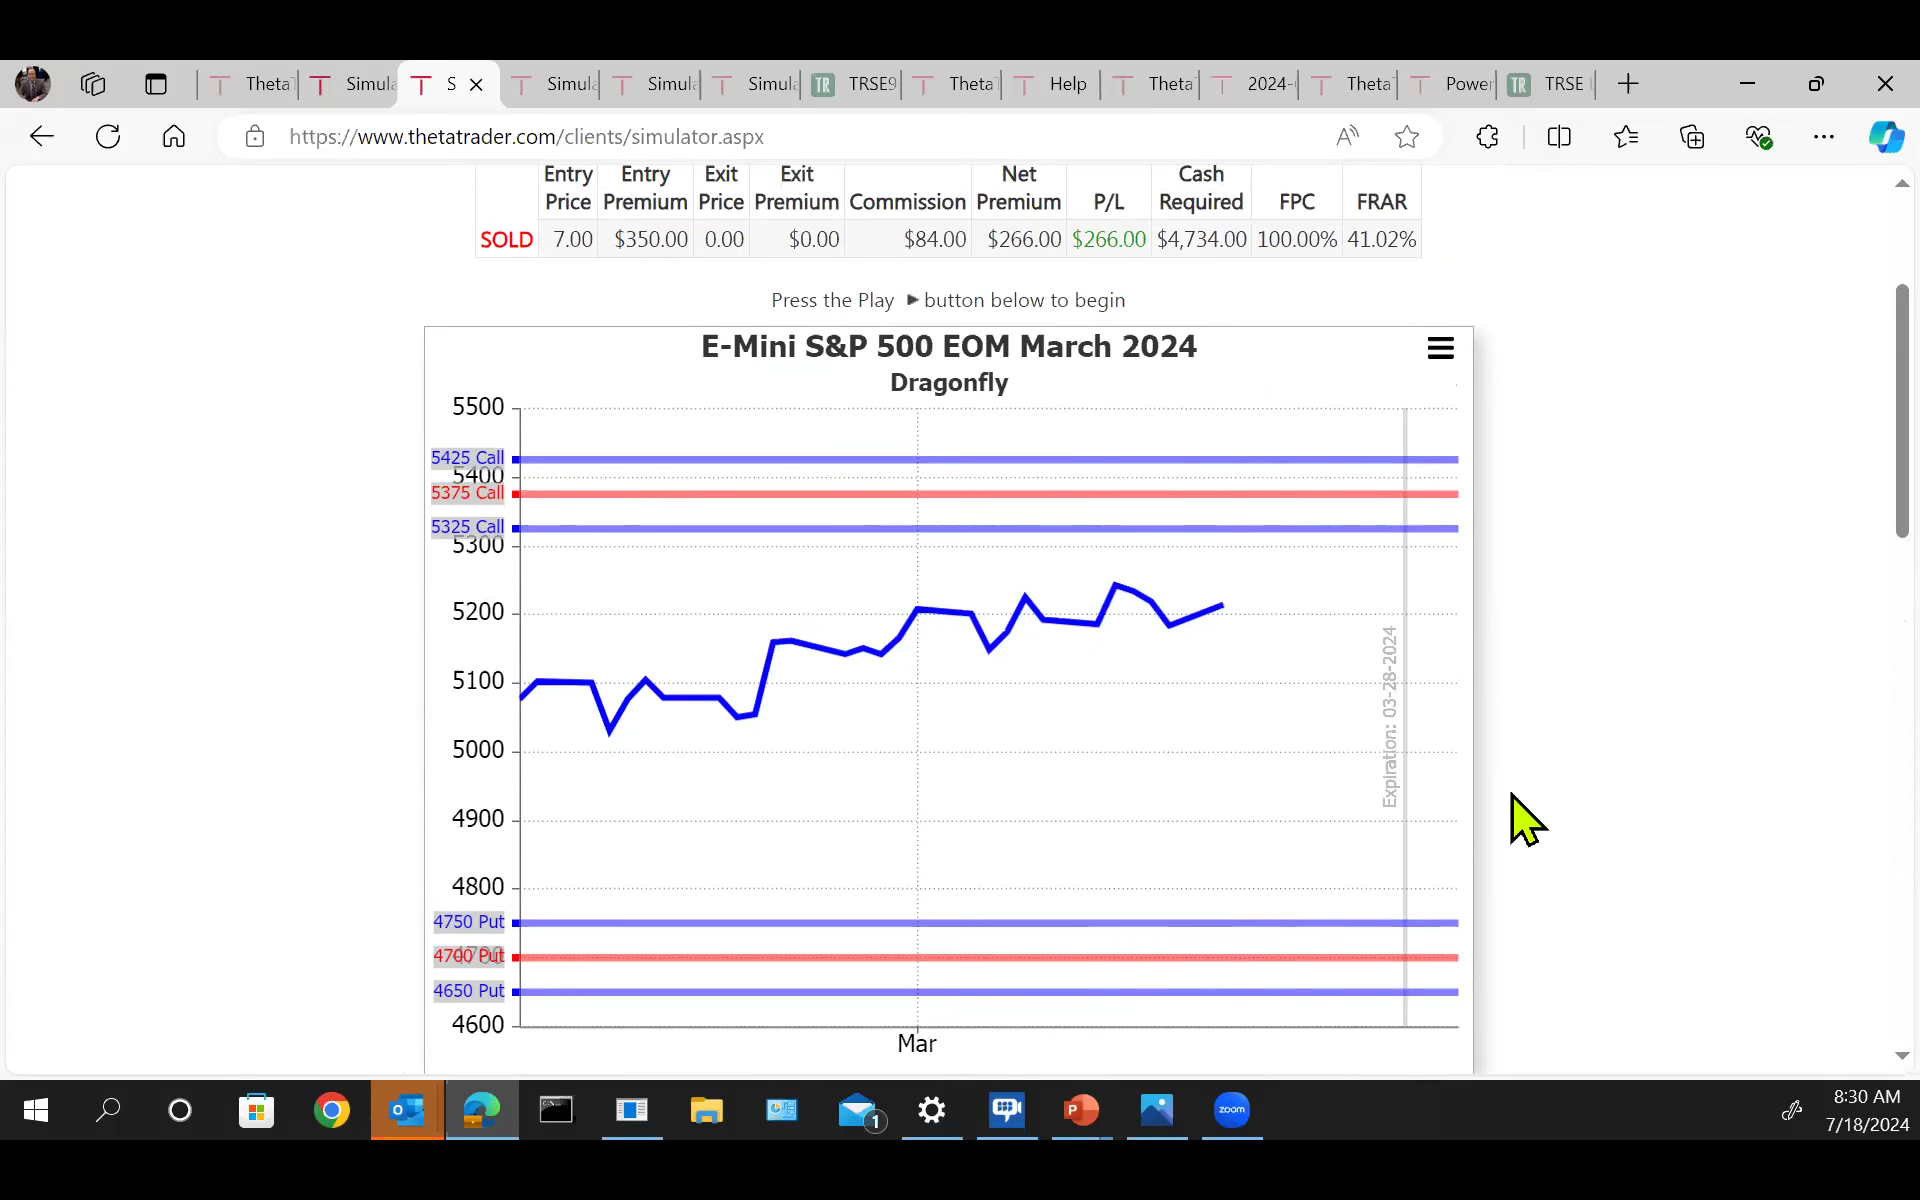 Theta
Simula
S
Simula
Simula
Simula
TR
TRSE9
Theta
Help
Theta
2024-
Theta
Power
TR
TRSE
https://www.thetatrader.com/clients/simulator.aspx
Entry Price Entry Premium Exit Price Exit Premium Commission Net Premium P/L Cash Required FPC FRAR
SOLD 7.00 $350.00 0.00 $0.00 $84.00 $266.00 $266.00 $4,734.00 100.00% 41.02%
Press the Play button below to begin
E-Mini S&P 500 EOM March 2024
Dragonfly
5500
5425 Call
5400
5375 Call
5325 Call
5300
5200
5100
5000
4900
4800
4750 Put
4700
4700 Put
4650 Put
4600
Expiration: 03-28-2024
Mar
1
zoom
8:30 AM
7/18/2024